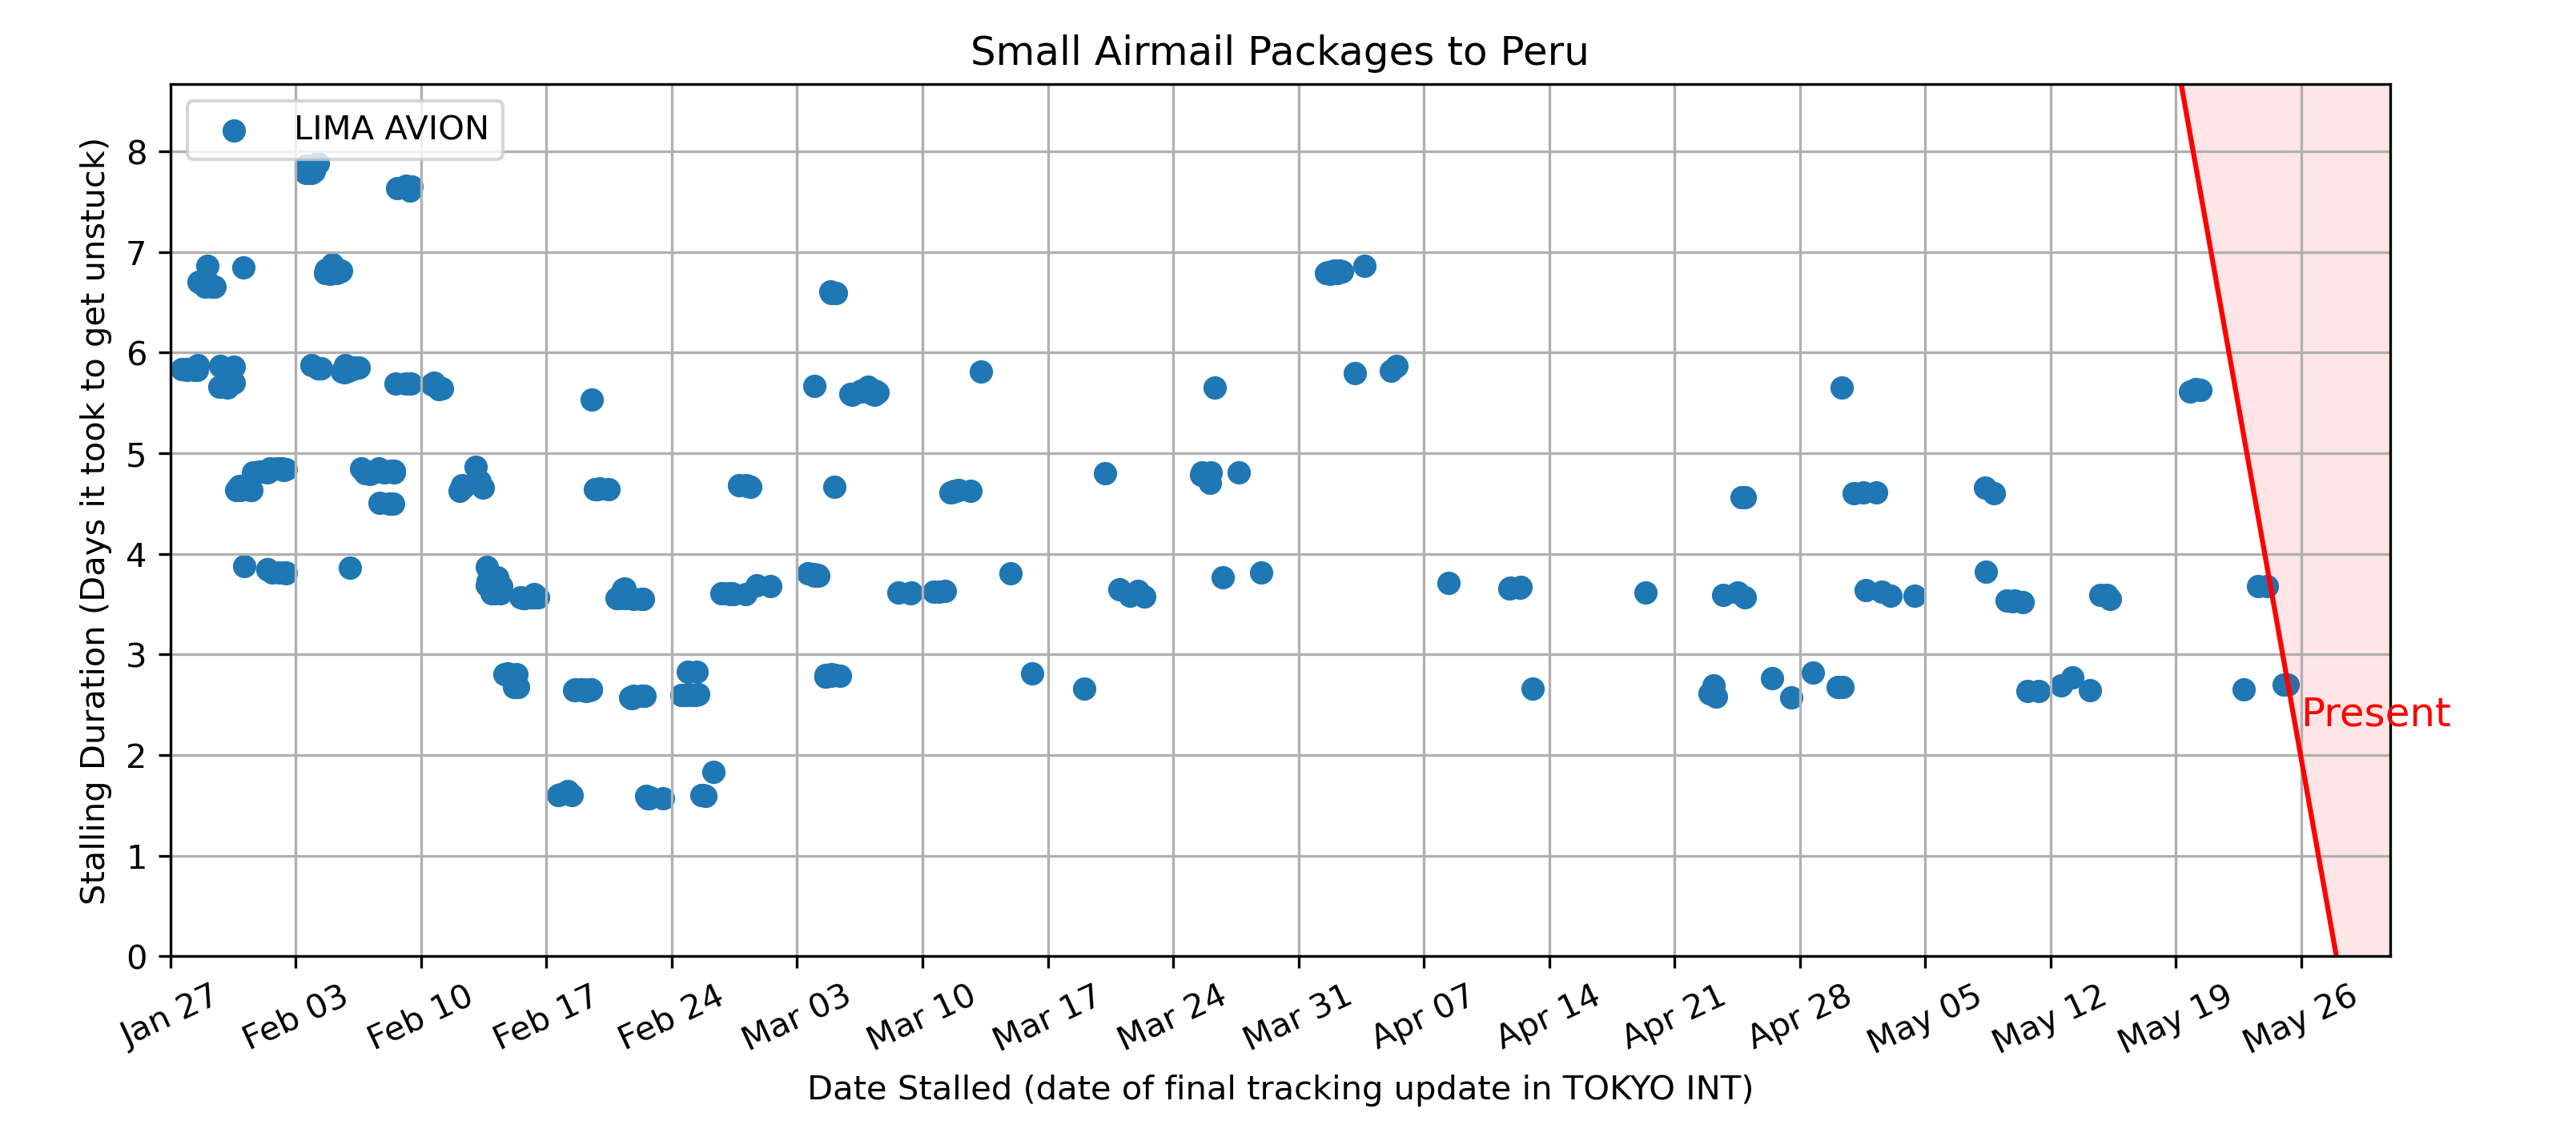 Small Airmail Packages to Peru
LIMA AVION
Stalling Duration (Days it took to get unstuck)
8
7
6
5
4
3
2
1
0
Present
Jan 27
Feb 03
Feb 10
Feb 17
Feb 24
Mar 03
Mar 10
Mar 17
Mar 24
Mar 31
Apr 07
Apr 14
Apr 21
Apr 28
May 05
May 12
May 19
May 26
Date Stalled (date of final tracking update in TOKYO INT)